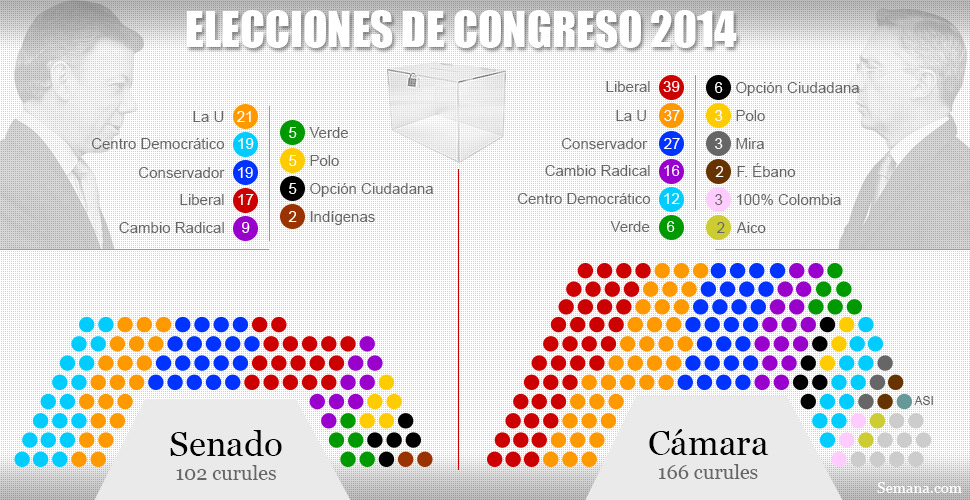 ELECCIONES DE CONGRESO 2014
La U 21
Centro Democrático 19
Conservador 19
Liberal 17
Cambio Radical 9
5 Verde
5 Polo
5 Opción Ciudadana
2 Indígenas
Liberal 39
La U 37
Conservador 27
Cambio Radical 16
Centro Democrático 12
Verde 6
6 Opción Ciudadana
3 Polo
3 Mira
2 F. Ébano
3 100% Colombia
2 Aico
ASI
Senado
102 curules
Cámara
166 curules
Semana.com